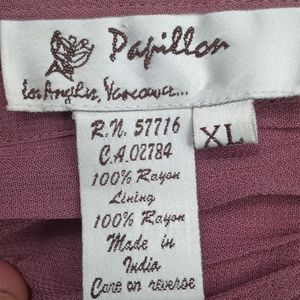 Papillon
Los Angeles, Vancouver...
R.N. 57716
C.A.02784
XL
100% Rayon
Lining
100% Rayon
Made in
India
Care on reverse